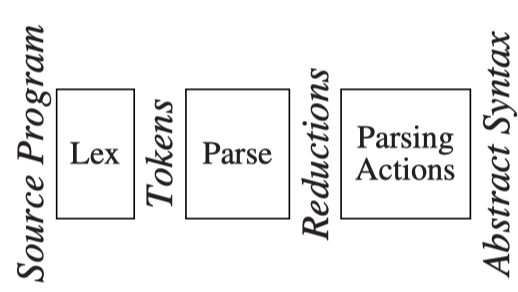 Source Program
Lex
Tokens
Parse
Reductions
Parsing
Actions
Abstract Syntax